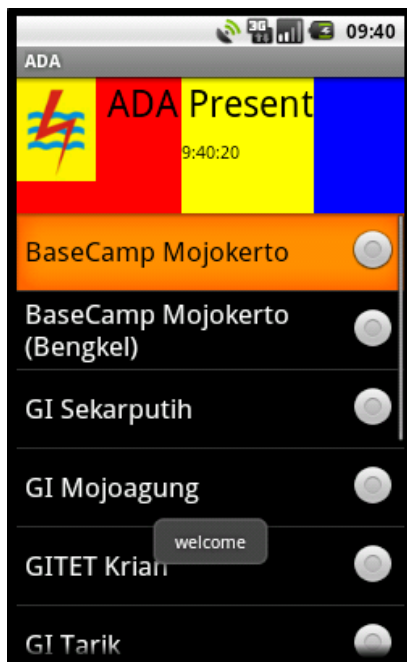 3G 09:40
ADA
ADA Present
9:40:20
BaseCamp Mojokerto
BaseCamp Mojokerto
(Bengkel)
GI Sekarputih
GI Mojoagung
welcome
GITET Krian
GI Tarik